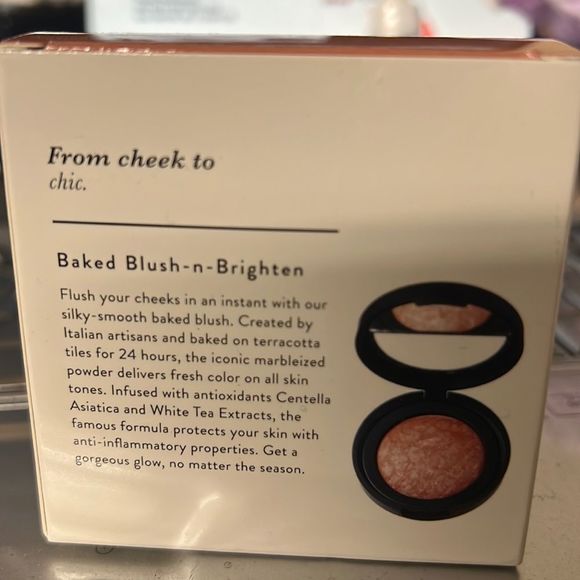 From cheek to
chic.
Baked Blush-n-Brighten
Flush your cheeks in an instant with our
silky-smooth baked blush. Created by
Italian artisans and baked on terracotta
tiles for 24 hours, the iconic marbleized
powder delivers fresh color on all skin
tones. Infused with antioxidants Centella
Asiatica and White Tea Extracts, the
famous formula protects your skin with
anti-inflammatory properties. Get a
gorgeous glow, no matter the season.